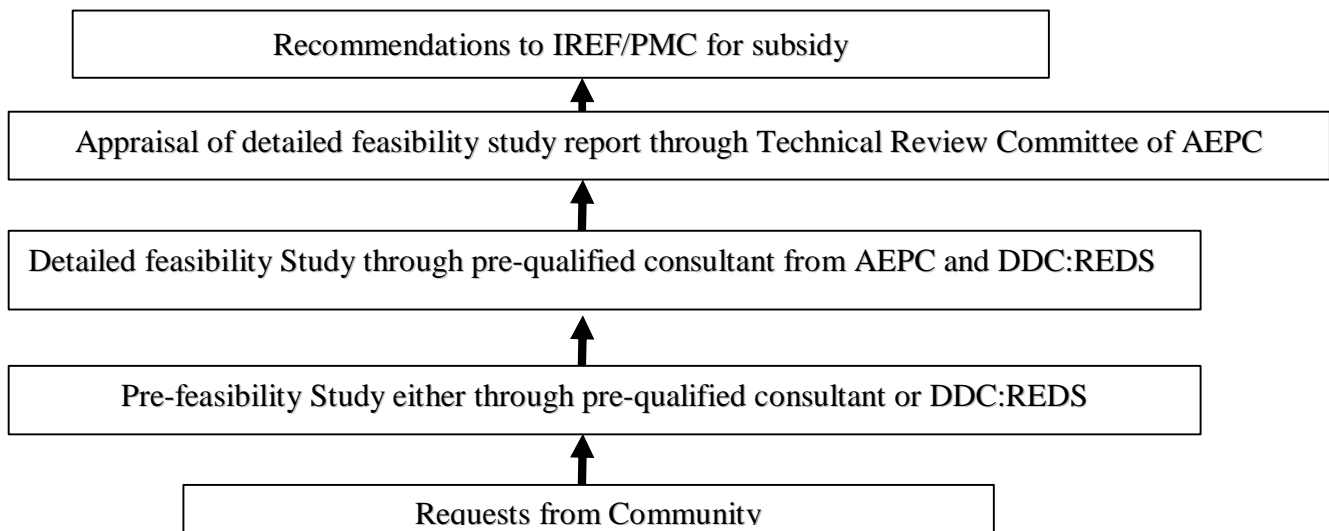 Recommendations to IREF/PMC for subsidy
Appraisal of detailed feasibility study report through Technical Review Committee of AEPC
Detailed feasibility Study through pre-qualified consultant from AEPC and DDC:REDS
Pre-feasibility Study either through pre-qualified consultant or DDC:REDS
Requests from Community